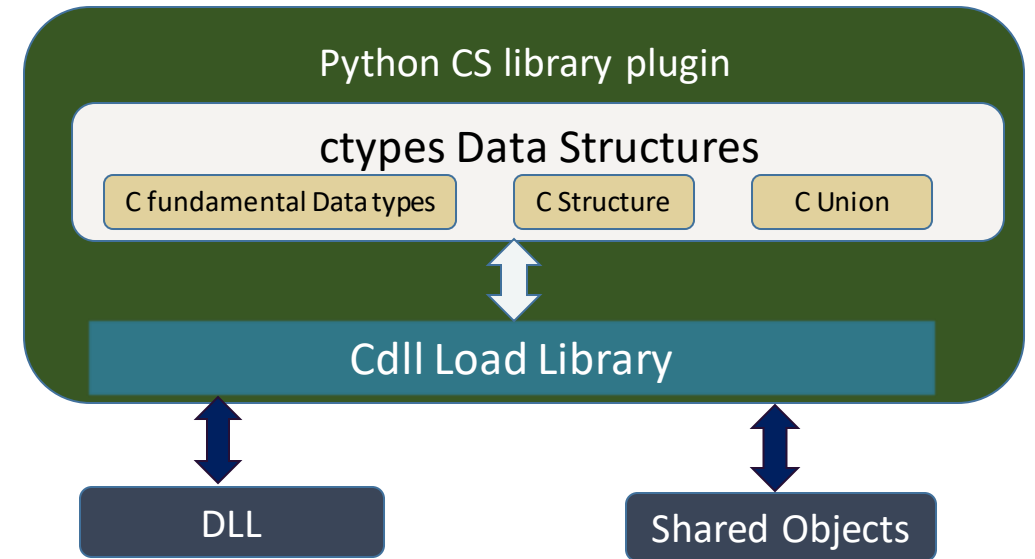 Python CS library plugin
ctypes Data Structures
C fundamental Data types
C Structure
C Union
Cdll Load Library
DLL
Shared Objects